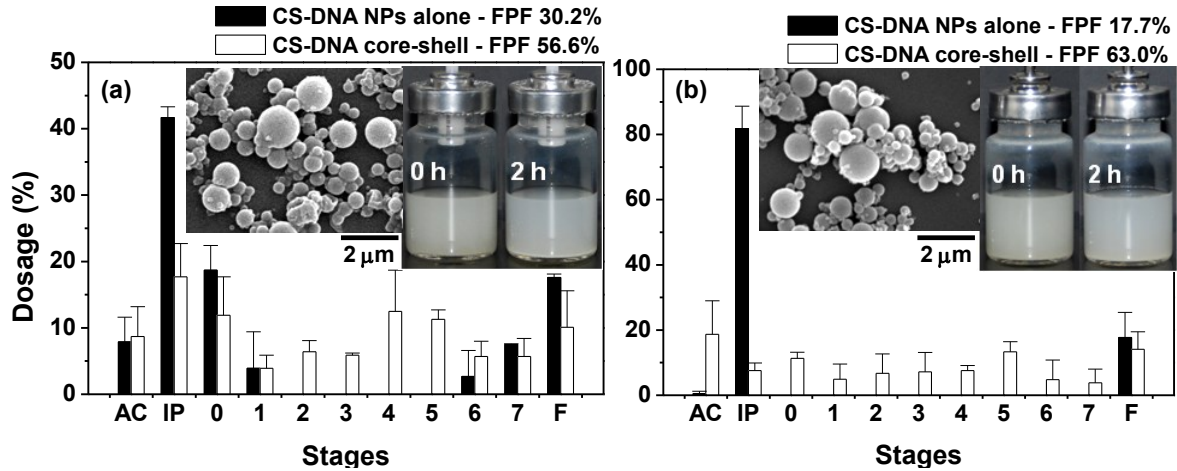 CS-DNA NPs alone - FPF 30.2%
CS-DNA core-shell - FPF 56.6%
50
40
30
20
10
0
Dosage (%)
(a)
0 h
2 h
2 μm
AC IP 0 1 2 3 4 5 6 7 F
Stages
CS-DNA NPs alone - FPF 17.7%
CS-DNA core-shell - FPF 63.0%
100
80
60
40
20
0
(b)
0 h
2 h
2 μm
AC IP 0 1 2 3 4 5 6 7 F
Stages